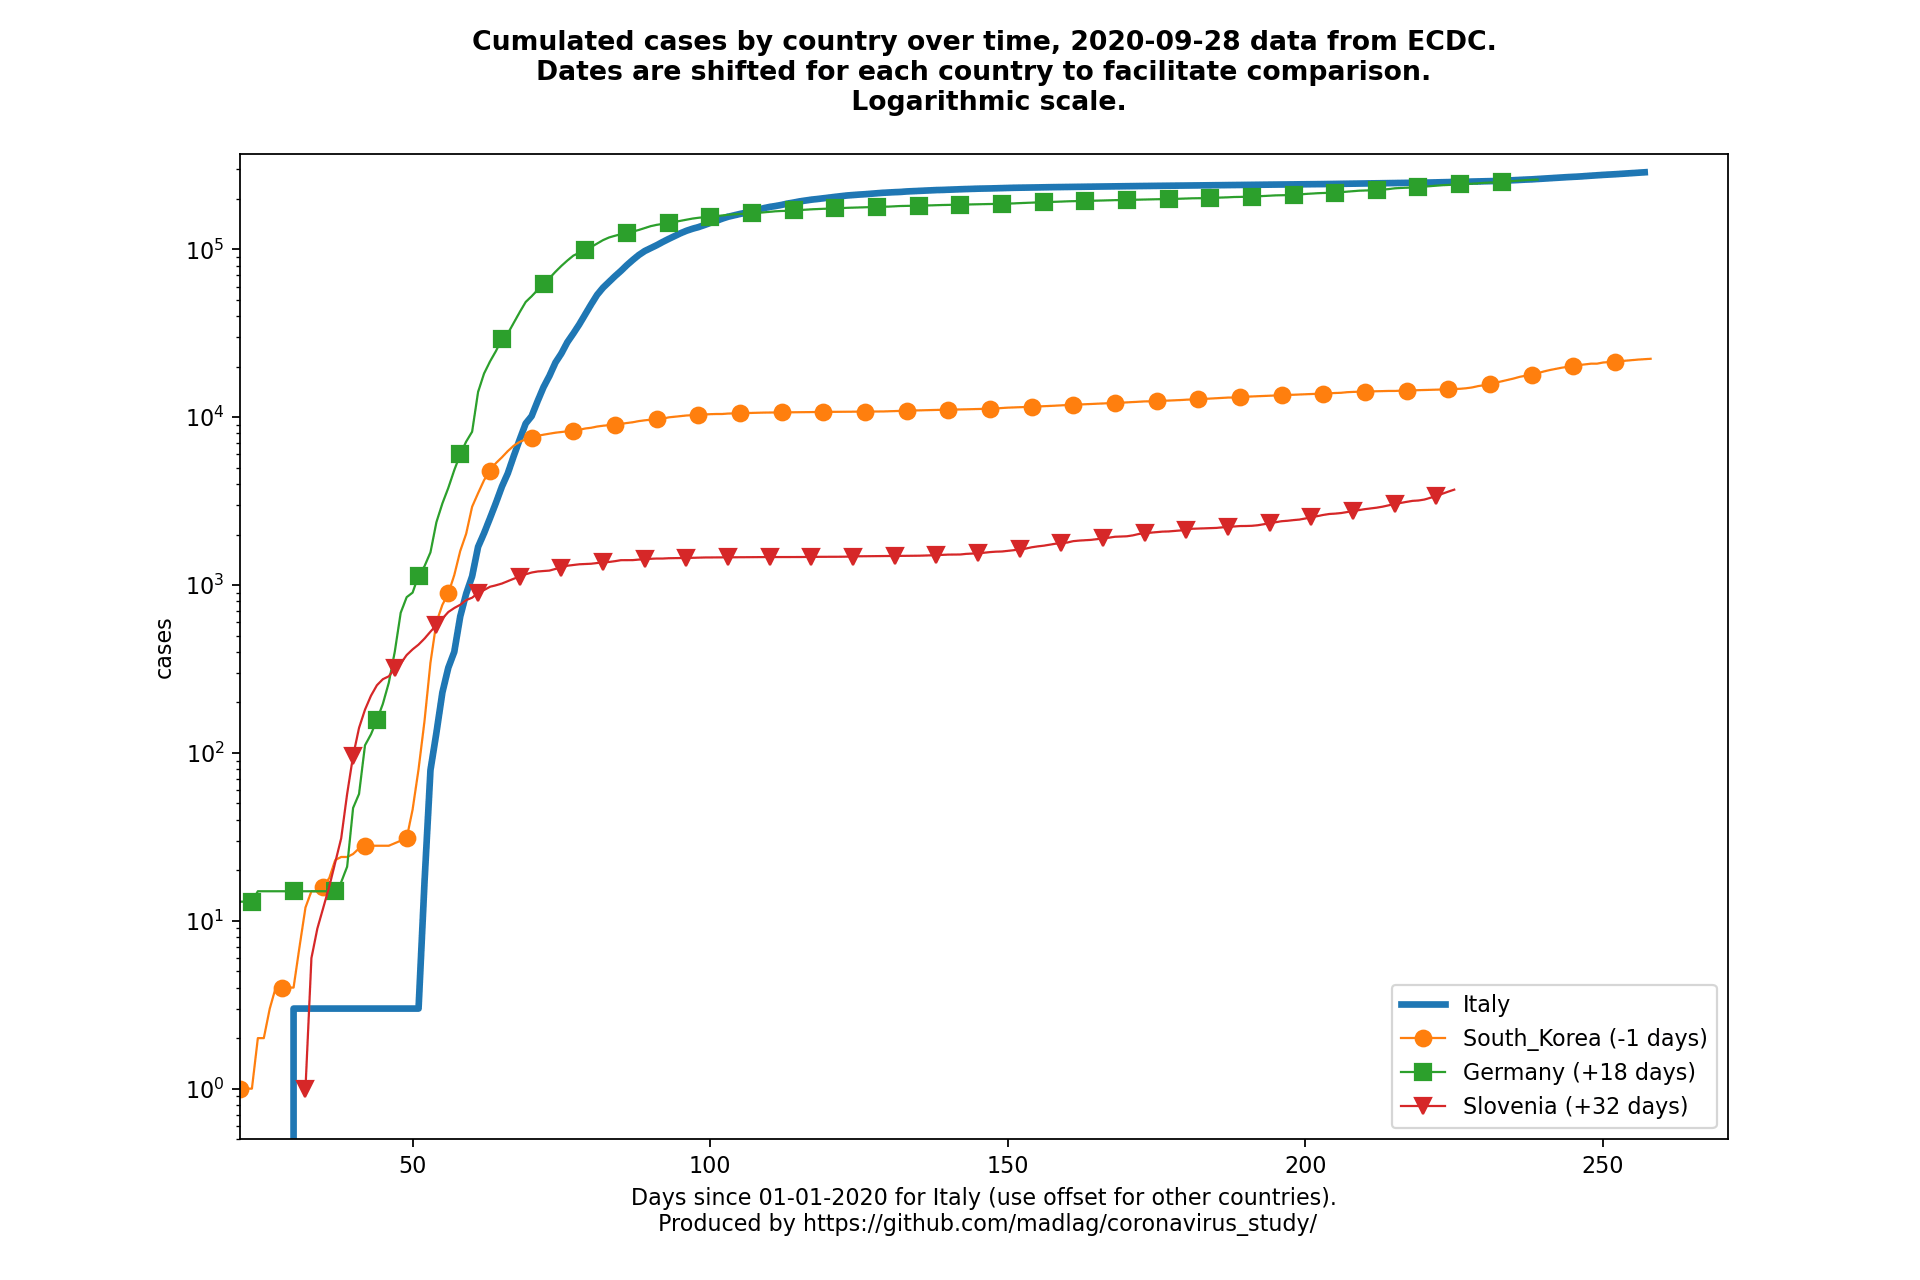 Cumulated cases by country over time, 2020-09-28 data from ECDC.
Dates are shifted for each country to facilitate comparison.
Logarithmic scale.
10^5
10^4
10^3
10^2
10^1
10^0
cases
Italy
South_Korea (-1 days)
Germany (+18 days)
Slovenia (+32 days)
50 100 150 200 250
Days since 01-01-2020 for Italy (use offset for other countries).
Produced by https://github.com/madlag/coronavirus_study/